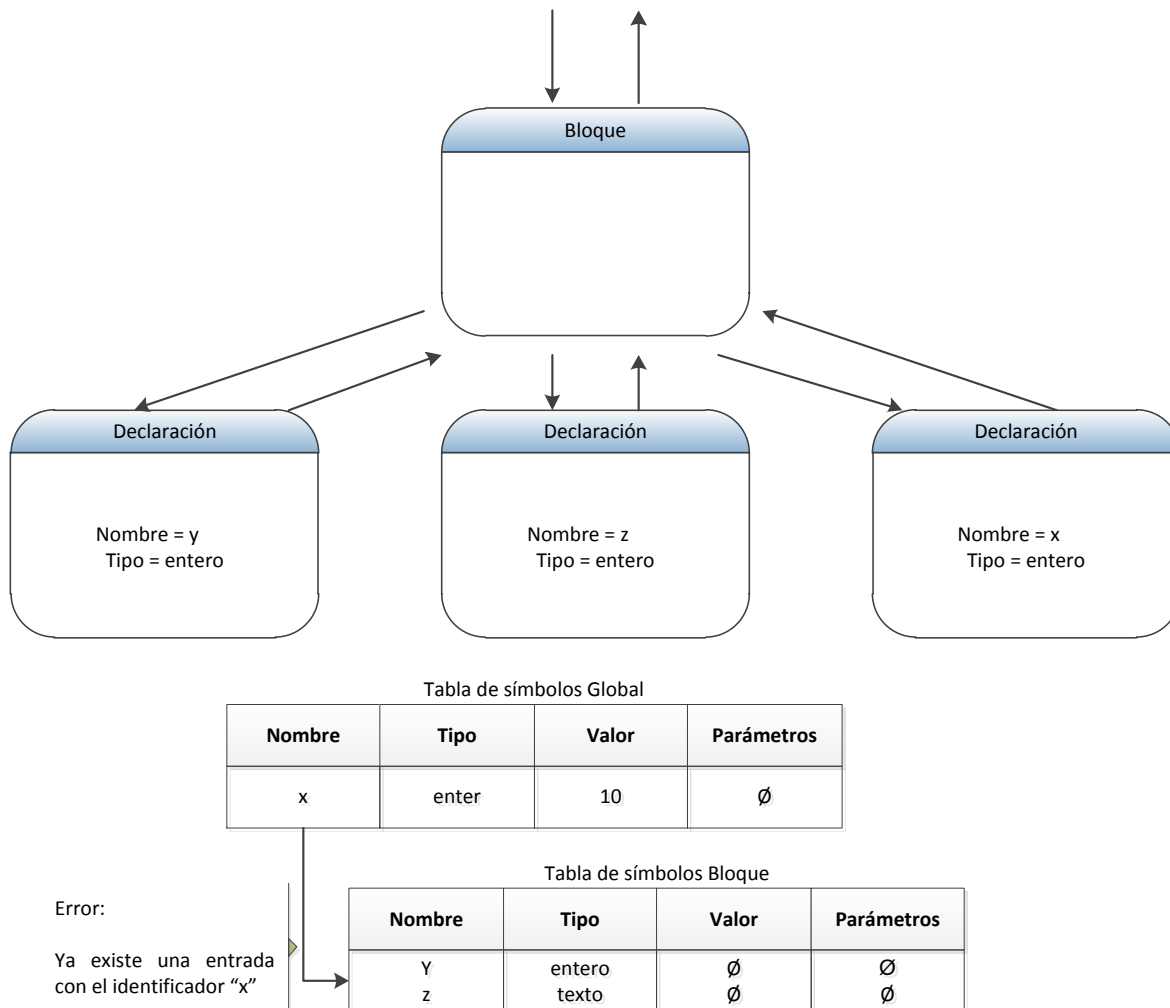 Bloque
Declaración
Declaración
Declaración
Nombre = y
Tipo = entero
Nombre = z
Tipo = entero
Nombre = x
Tipo = entero
Tabla de símbolos Global
Nombre Tipo Valor Parámetros
x enter 10 Ø
Tabla de símbolos Bloque
Nombre Tipo Valor Parámetros
Y entero Ø Ø
z texto Ø Ø
Error:
Ya existe una entrada
con el identificador “x”